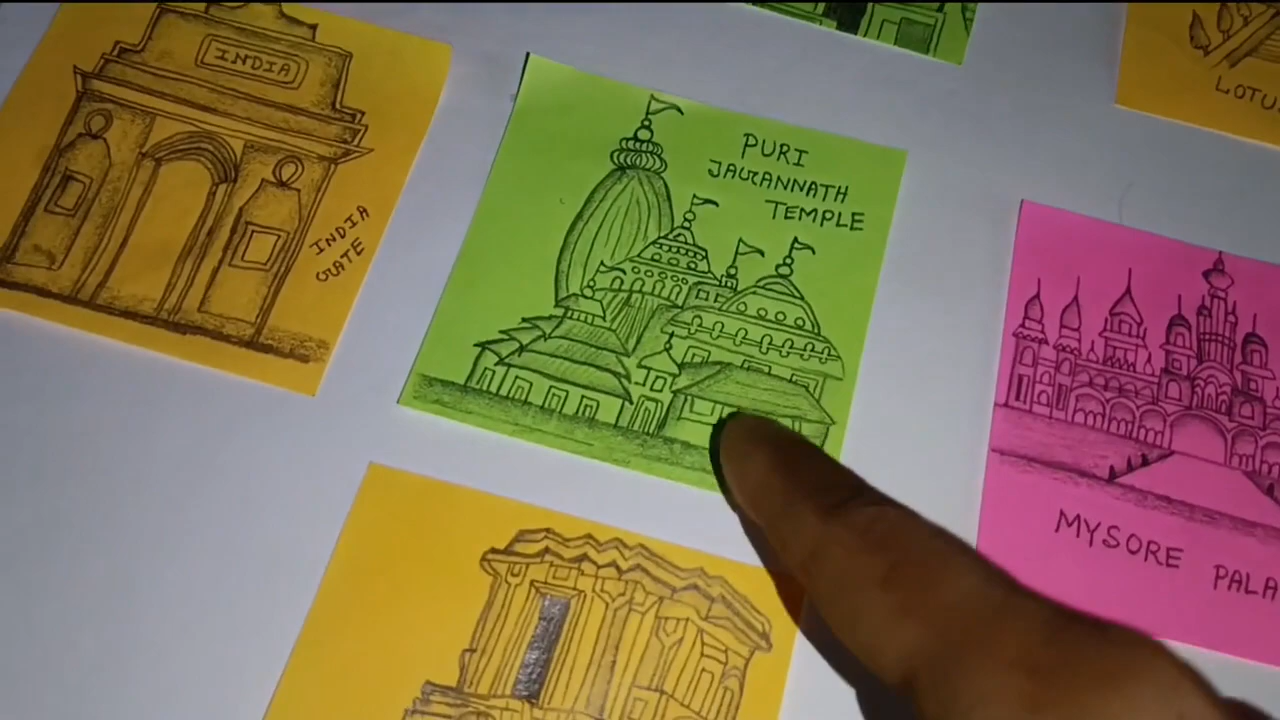 INDIA
INDIA
GATE
PURI
JAGANNATH
TEMPLE
LOTU
MYSORE PALA